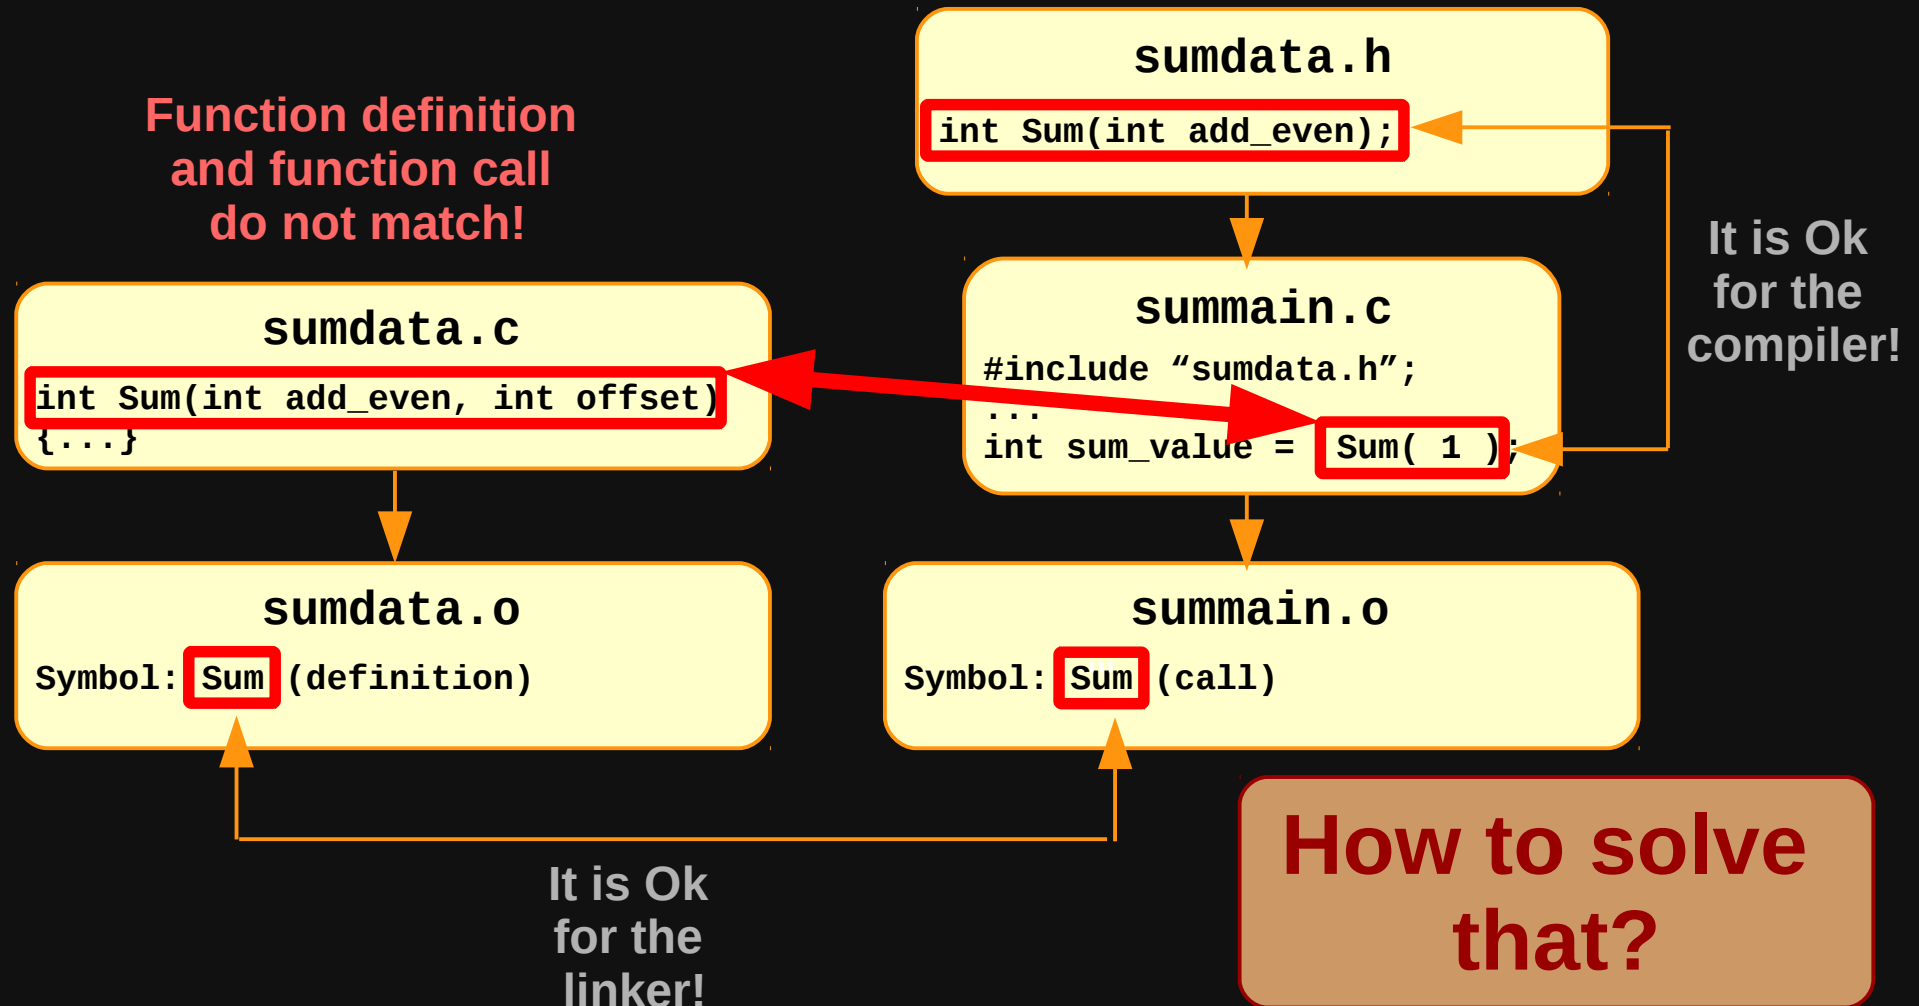 sumdata.h
int Sum(int add_even);
Function definition
and function call
do not match!
It is Ok
for the
compiler!
sumdata.c
int Sum(int add_even, int offset)
{...}
summain.c
#include “sumdata.h”;
...
int sum_value =  Sum( 1 );
sumdata.o
Symbol: Sum (definition)
summain.o
Symbol: Sum (call)
It is Ok
for the
linker!
How to solve
that?